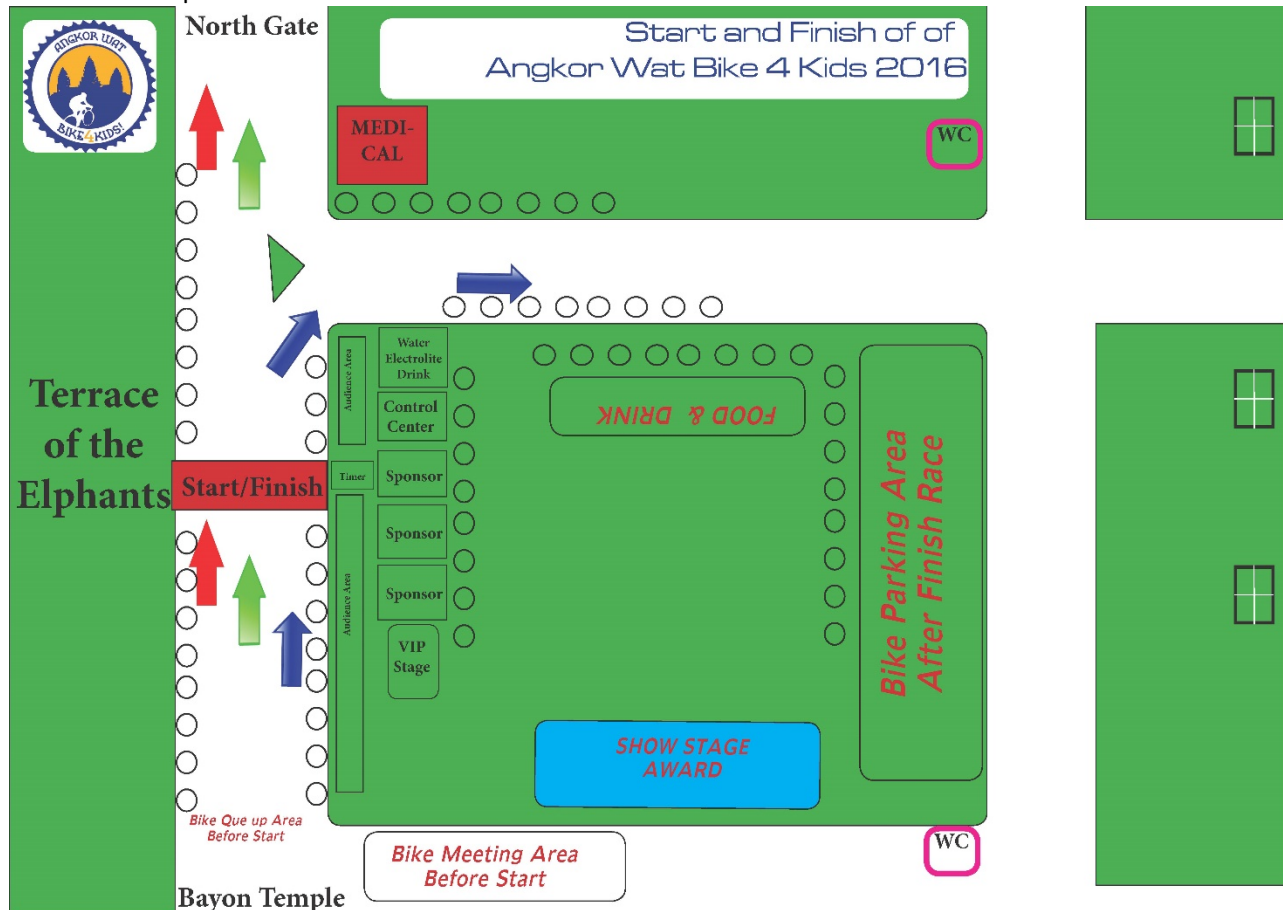 North Gate
Start and Finish of of
Angkor Wat Bike 4 Kids 2016
ANGKOR WAT
BIKE4KIDS!
MEDI-
CAL
WC
Water
Electrolite
Drink
Audience Area
Control
Center
FOOD & DRINK
Terrace
of the
Elphants
Start/Finish
Timer
Sponsor
Sponsor
Sponsor
Audience Area
VIP
Stage
Bike Parking Area
After Finish Race
SHOW STAGE
AWARD
Bike Que up Area
Before Start
Bike Meeting Area
Before Start
WC
Bayon Temple